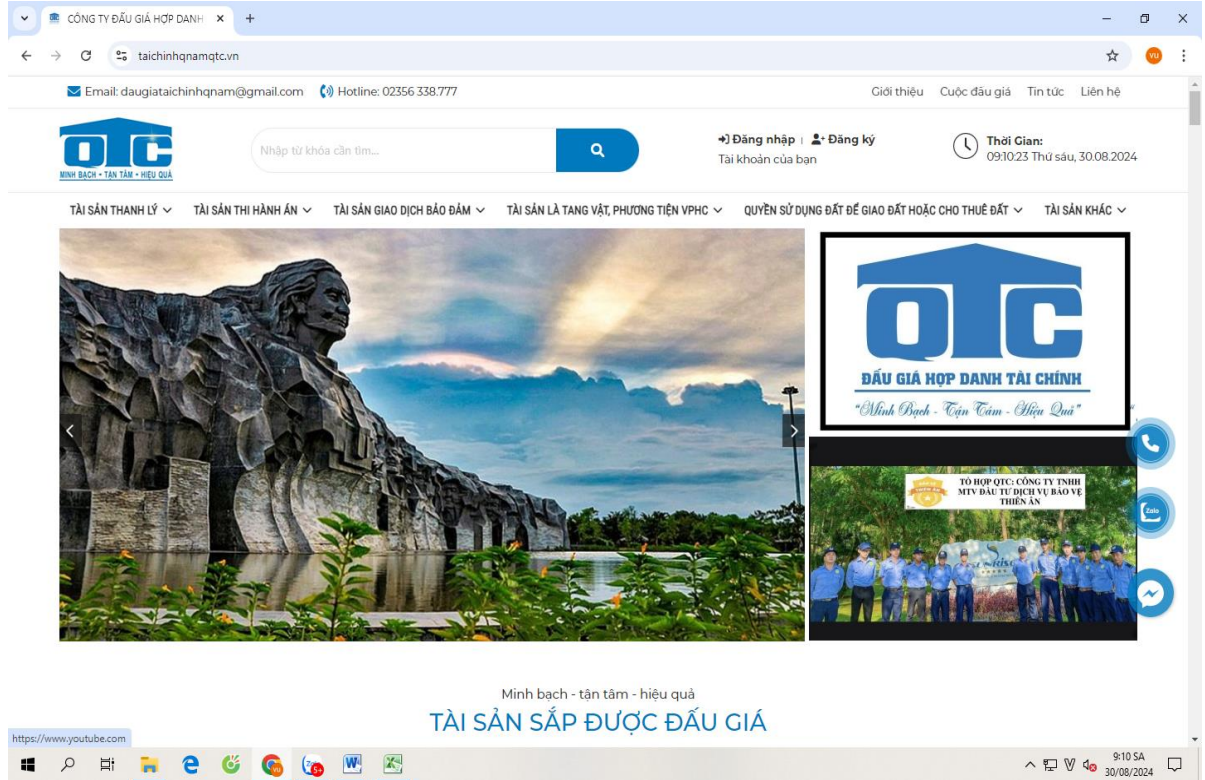 CÔNG TY ĐẤU GIÁ HỢP DANH
taichinhqnamqtc.vn
VU
Email: daugiataichinhqnam@gmail.com Hotline: 02356 338.777
Giới thiệu Cuộc đấu giá Tin tức Liên hệ
QTC
MINH BẠCH • TẬN TÂM • HIỆU QUẢ
Nhập từ khóa cần tìm...
Đăng nhập | Đăng ký
Tài khoản của bạn
Thời Gian:
09:10:23 Thứ sáu, 30.08.2024
TÀI SẢN THANH LÝ TÀI SẢN THI HÀNH ÁN TÀI SẢN GIAO DỊCH BẢO ĐẢM TÀI SẢN LÀ TANG VẬT, PHƯƠNG TIỆN VPHC QUYỀN SỬ DỤNG ĐẤT ĐỂ GIAO ĐẤT HOẶC CHO THUÊ ĐẤT TÀI SẢN KHÁC
QTC
ĐẤU GIÁ HỢP DANH TÀI CHÍNH
"Minh Bạch - Tận Tâm - Hiệu Quả"
TỔ HỢP QTC: CÔNG TY TNHH
MTV ĐẦU TƯ DỊCH VỤ BẢO VỆ
THIÊN ÂN
Zalo
Minh bạch - tận tâm - hiệu quả
TÀI SẢN SẮP ĐƯỢC ĐẤU GIÁ
https://www.youtube.com
9:10 SA
30/08/2024